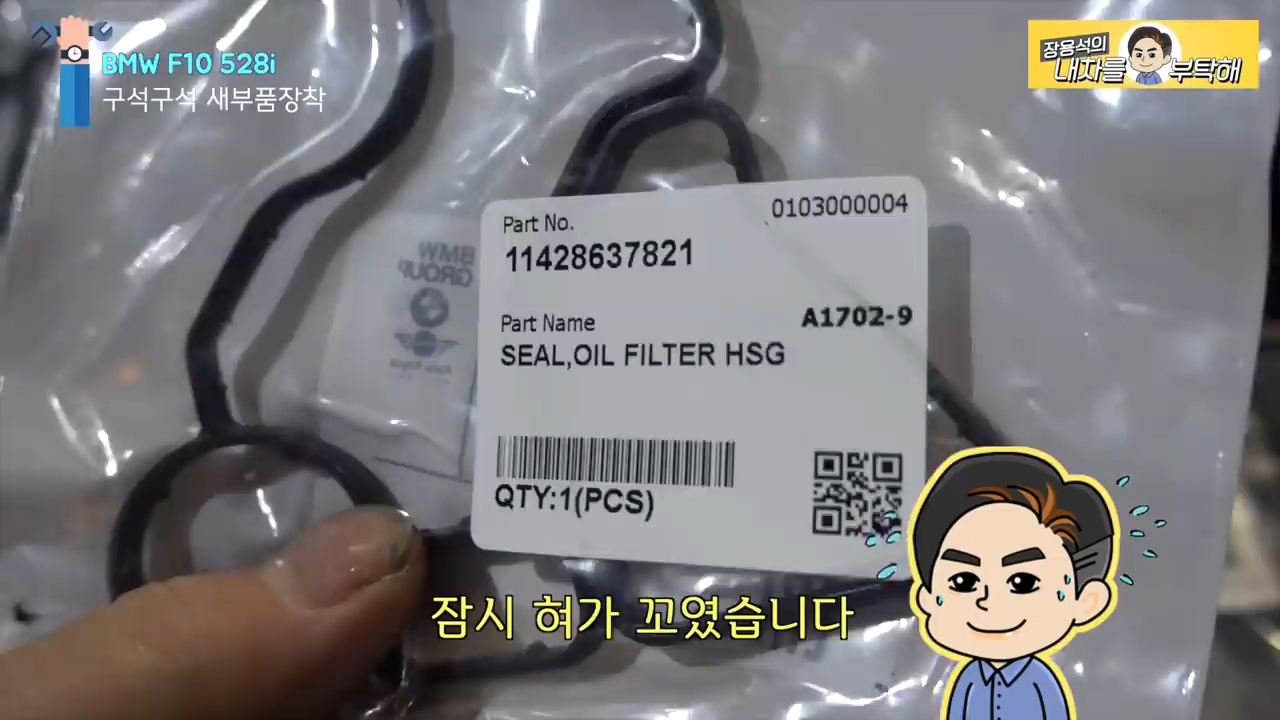 BMW F10 528i
구석구석 새부품장착
장용석의
내차를 부탁해
Part No.
0103000004
11428637821
Part Name
A1702-9
SEAL,OIL FILTER HSG
QTY:1(PCS)
BMW
GROUP
잠시 혀가 꼬였습니다